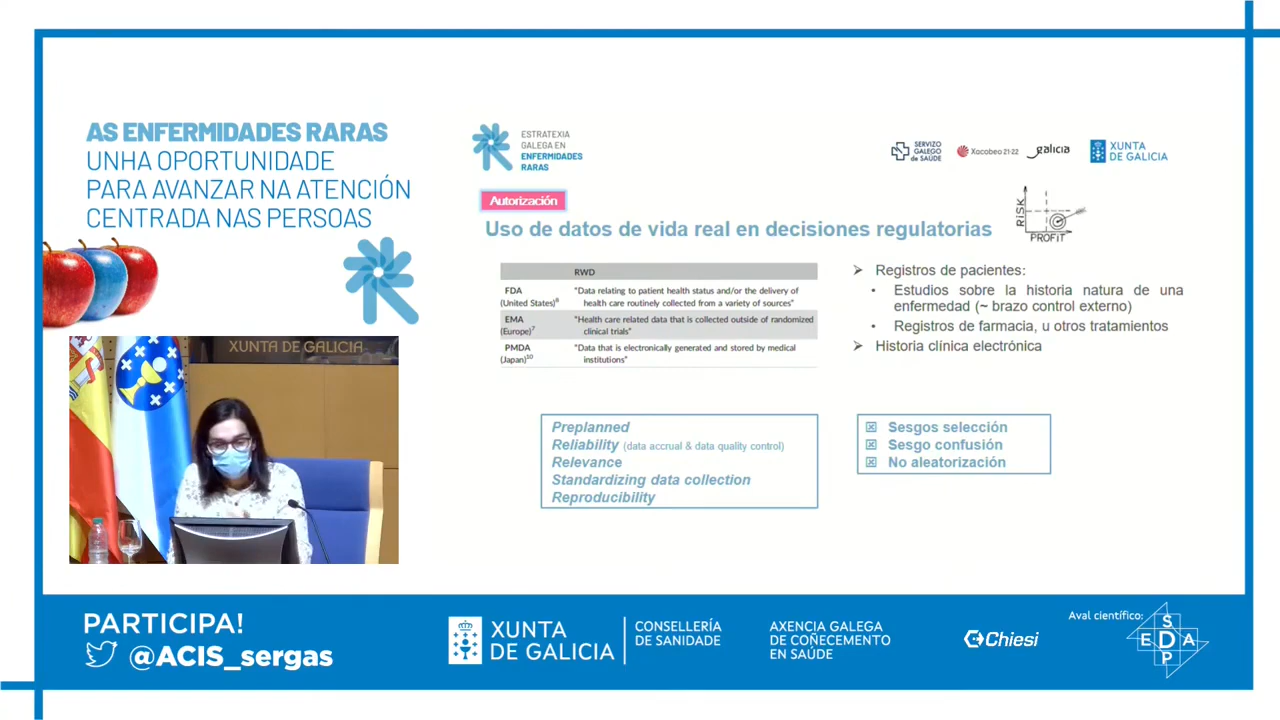 AS ENFERMIDADES RARAS
UNHA OPORTUNIDADE
PARA AVANZAR NA ATENCIÓN
CENTRADA NAS PERSOAS
XUNTA DE GALICIA
ESTRATEXIA
GALEGA EN
ENFERMIDADES
RARAS
SERVIZO
GALEGO
de SAÚDE
Xacobeo 21·22
galicia
XUNTA
DE GALICIA
Autorización
Uso de datos de vida real en decisiones regulatorias
RISK
PROFIT
RWD
FDA
(United States)8
"Data relating to patient health status and/or the delivery of
health care routinely collected from a variety of sources"
EMA
(Europe)7
"Health care related data that is collected outside of randomized
clinical trials"
PMDA
(Japan)10
"Data that is electronically generated and stored by medical
institutions"
➢ Registros de pacientes:
• Estudios sobre la historia natura de una
enfermedad (~ brazo control externo)
• Registros de farmacia, u otros tratamientos
➢ Historia clínica electrónica
Preplanned
Reliability (data accrual & data quality control)
Relevance
Standardizing data collection
Reproducibility
☒ Sesgos selección
☒ Sesgo confusión
☒ No aleatorización
PARTICIPA!
@ACIS_sergas
XUNTA
DE GALICIA
CONSELLERÍA
DE SANIDADE
AXENCIA GALEGA
DE COÑECEMENTO
EN SAÚDE
Chiesi
Aval científico:
S
E D A
P